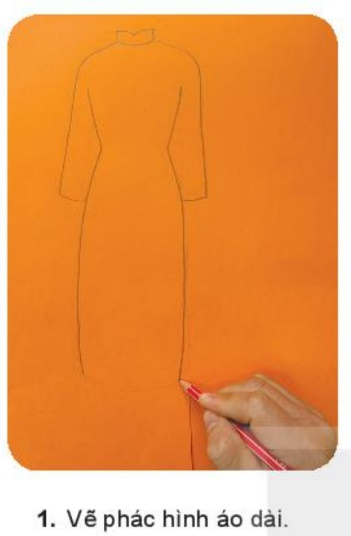 1. Vẽ phác hình áo dài.